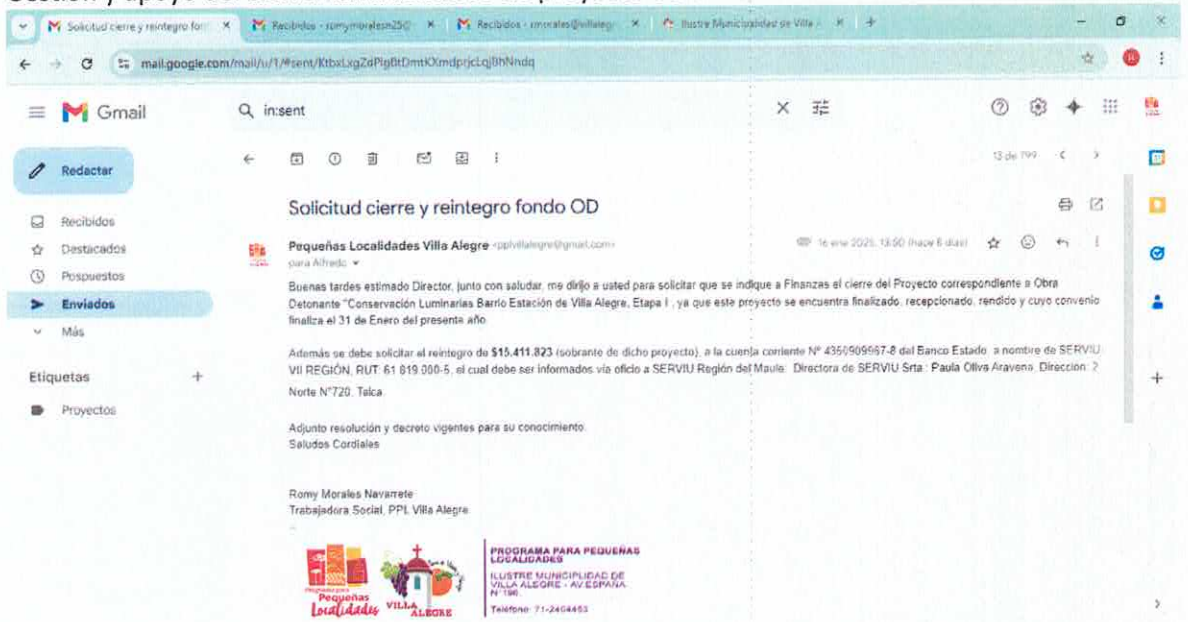 Solicitud cierre y reintegro for
Recibidos - romymoralesn25@
Recibidos - rmorales@villaleg
Ilustre Municipalidad de Villa
mail.google.com/mail/u/1/#sent/
Gmail
in:sent
Redactar
13 de 799
Solicitud cierre y reintegro fondo OD
Recibidos
Destacados
Pospuestos
Enviados
Más
Etiquetas
Proyectos
Pequeñas Localidades Villa Alegre <pplvillalegre@gmail.com>
16 ene 2025, 13:50 (hace 6 días)
para Alfredo
Buenas tardes estimado Director, junto con saludar, me dirijo a usted para solicitar que se indique a Finanzas el cierre del Proyecto correspondiente a Obra
Detonante "Conservación Luminarias Barrio Estación de Villa Alegre, Etapa I , ya que este proyecto se encuentra finalizado, recepcionado, rendido y cuyo convenio
finaliza el 31 de Enero del presente año
Además se debe solicitar el reintegro de $15.411.823 (sobrante de dicho proyecto), a la cuenta corriente N° 4350909967-8 del Banco Estado a nombre de SERVIU
VII REGIÓN, RUT: 61 819 000-5, el cual debe ser informados vía oficio a SERVIU Región del Maule: Directora de SERVIU Srta.: Paula Oliva Aravena, Dirección: 2
Norte N°720, Talca.
Adjunto resolución y decreto vigentes para su conocimiento.
Saludos Cordiales
Romy Morales Navarrete
Trabajadora Social, PPL Villa Alegre
Pequeñas
Localidades
VILLA
ALEGRE
PROGRAMA PARA PEQUEÑAS
LOCALIDADES
ILUSTRE MUNICIPLIDAD DE
VILLA ALEGRE - AV ESPAÑA
N°196
Teléfono: 71-2404453